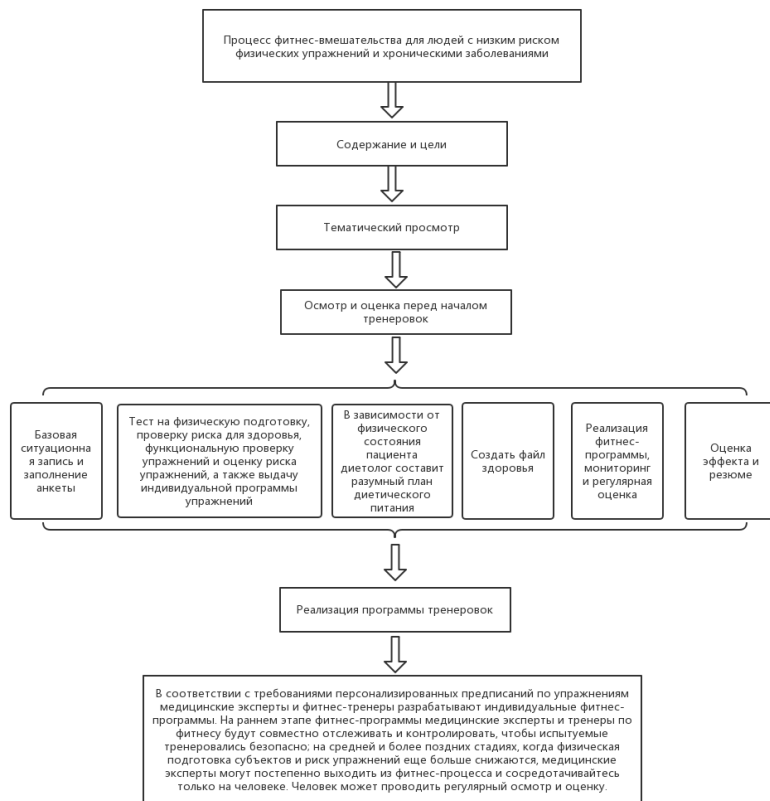 Процесс фитнес-вмешательства для людей с низким риском
физических упражнений и хроническими заболеваниями
Содержание и цели
Тематический просмотр
Осмотр и оценка перед началом
тренеровок
Базовая
ситуационна
я запись и
заполнение
анкеты
Тест на физическую подготовку,
проверку риска для здоровья,
функциональную проверку
упражнений и оценку риска
упражнений, а также выдачу
индивидуальной программы
упражнений
В зависимости от
физического
состояния
пациента
диетолог составит
разумный план
диетического
питания
Создать файл
здоровья
Реализация
фитнес-
программы,
мониторинг
и регулярная
оценка
Оценка
эффекта и
резюме
Реализация программы тренеровок
В соответствии с требованиями персонализированных предписаний по упражнениям
медицинские эксперты и фитнес-тренеры разрабатывают индивидуальные фитнес-
программы. На раннем этапе фитнес-программы медицинские эксперты и тренеры по
фитнесу будут совместно отслеживать и контролировать, чтобы испытуемые
тренеровались безопасно; на средней и более поздних стадиях, когда физическая
подготовка субъектов и риск упражнений еще больше снижаются, медицинские
эксперты могут постепенно выходить из фитнес-процесса и сосредотачивайтесь
только на человеке. Человек может проводить регулярный осмотр и оценку.